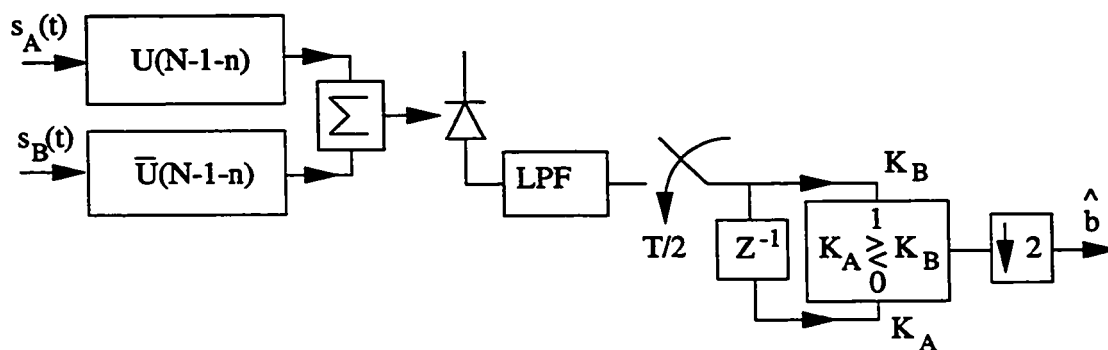 s_A(t)
U(N-1-n)
Σ
s_B(t)
Ū(N-1-n)
LPF
T/2
Z⁻¹
K_B
1
K_A ≷ K_B
0
K_A
↓ 2
b̂